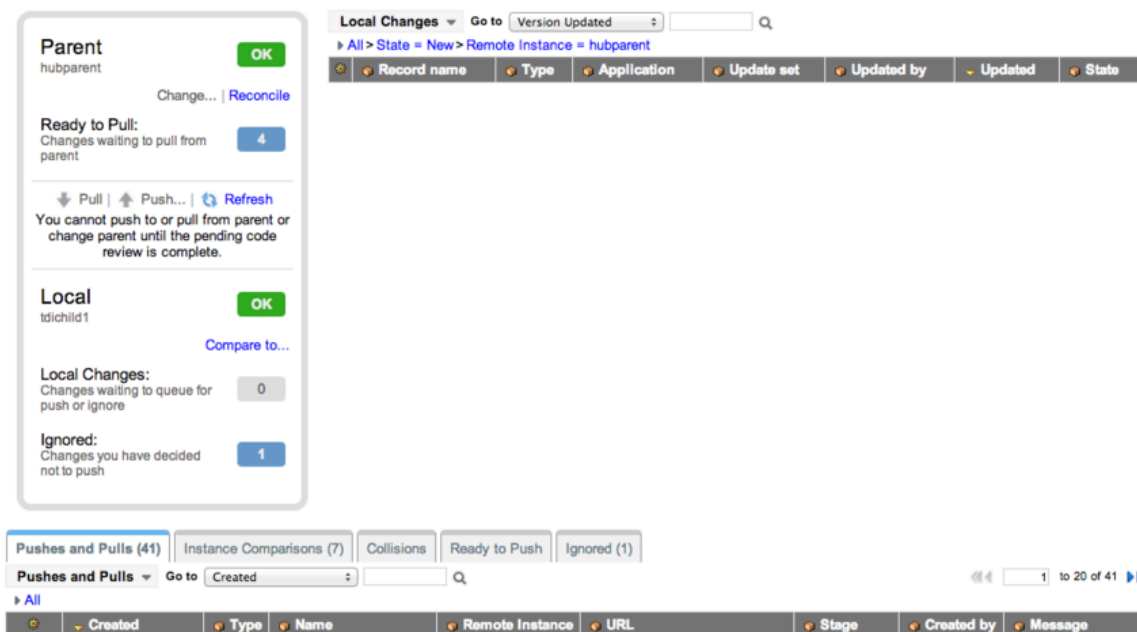 Parent
OK
hubparent
Change... | Reconcile
Ready to Pull:
Changes waiting to pull from
parent
4
Pull | Push... | Refresh
You cannot push to or pull from parent or
change parent until the pending code
review is complete.
Local
OK
tdichild1
Compare to...
Local Changes:
Changes waiting to queue for
push or ignore
0
Ignored:
Changes you have decided
not to push
1
Local Changes Go to Version Updated
All > State = New > Remote Instance = hubparent
Record name Type Application Update set Updated by Updated State
Pushes and Pulls (41) Instance Comparisons (7) Collisions Ready to Push Ignored (1)
Pushes and Pulls Go to Created 1 to 20 of 41
All
Created Type Name Remote Instance URL Stage Created by Message